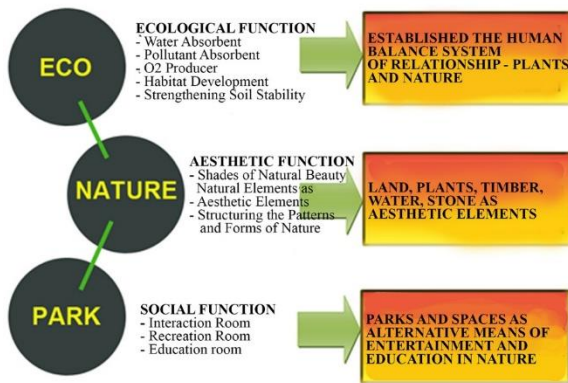 ECO
ECOLOGICAL FUNCTION
- Water Absorbent
- Pollutant Absorbent
- O2 Producer
- Habitat Development
- Strengthening Soil Stability
ESTABLISHED THE HUMAN
BALANCE SYSTEM
OF RELATIONSHIP - PLANTS
AND NATURE
NATURE
AESTHETIC FUNCTION
- Shades of Natural Beauty
Natural Elements as
- Aesthetic Elements
- Structuring the Patterns
and Forms of Nature
LAND, PLANTS, TIMBER,
WATER, STONE AS
AESTHETIC ELEMENTS
PARK
SOCIAL FUNCTION
- Interaction Room
- Recreation Room
- Education room
PARKS AND SPACES AS
ALTERNATIVE MEANS OF
ENTERTAINMENT AND
EDUCATION IN NATURE